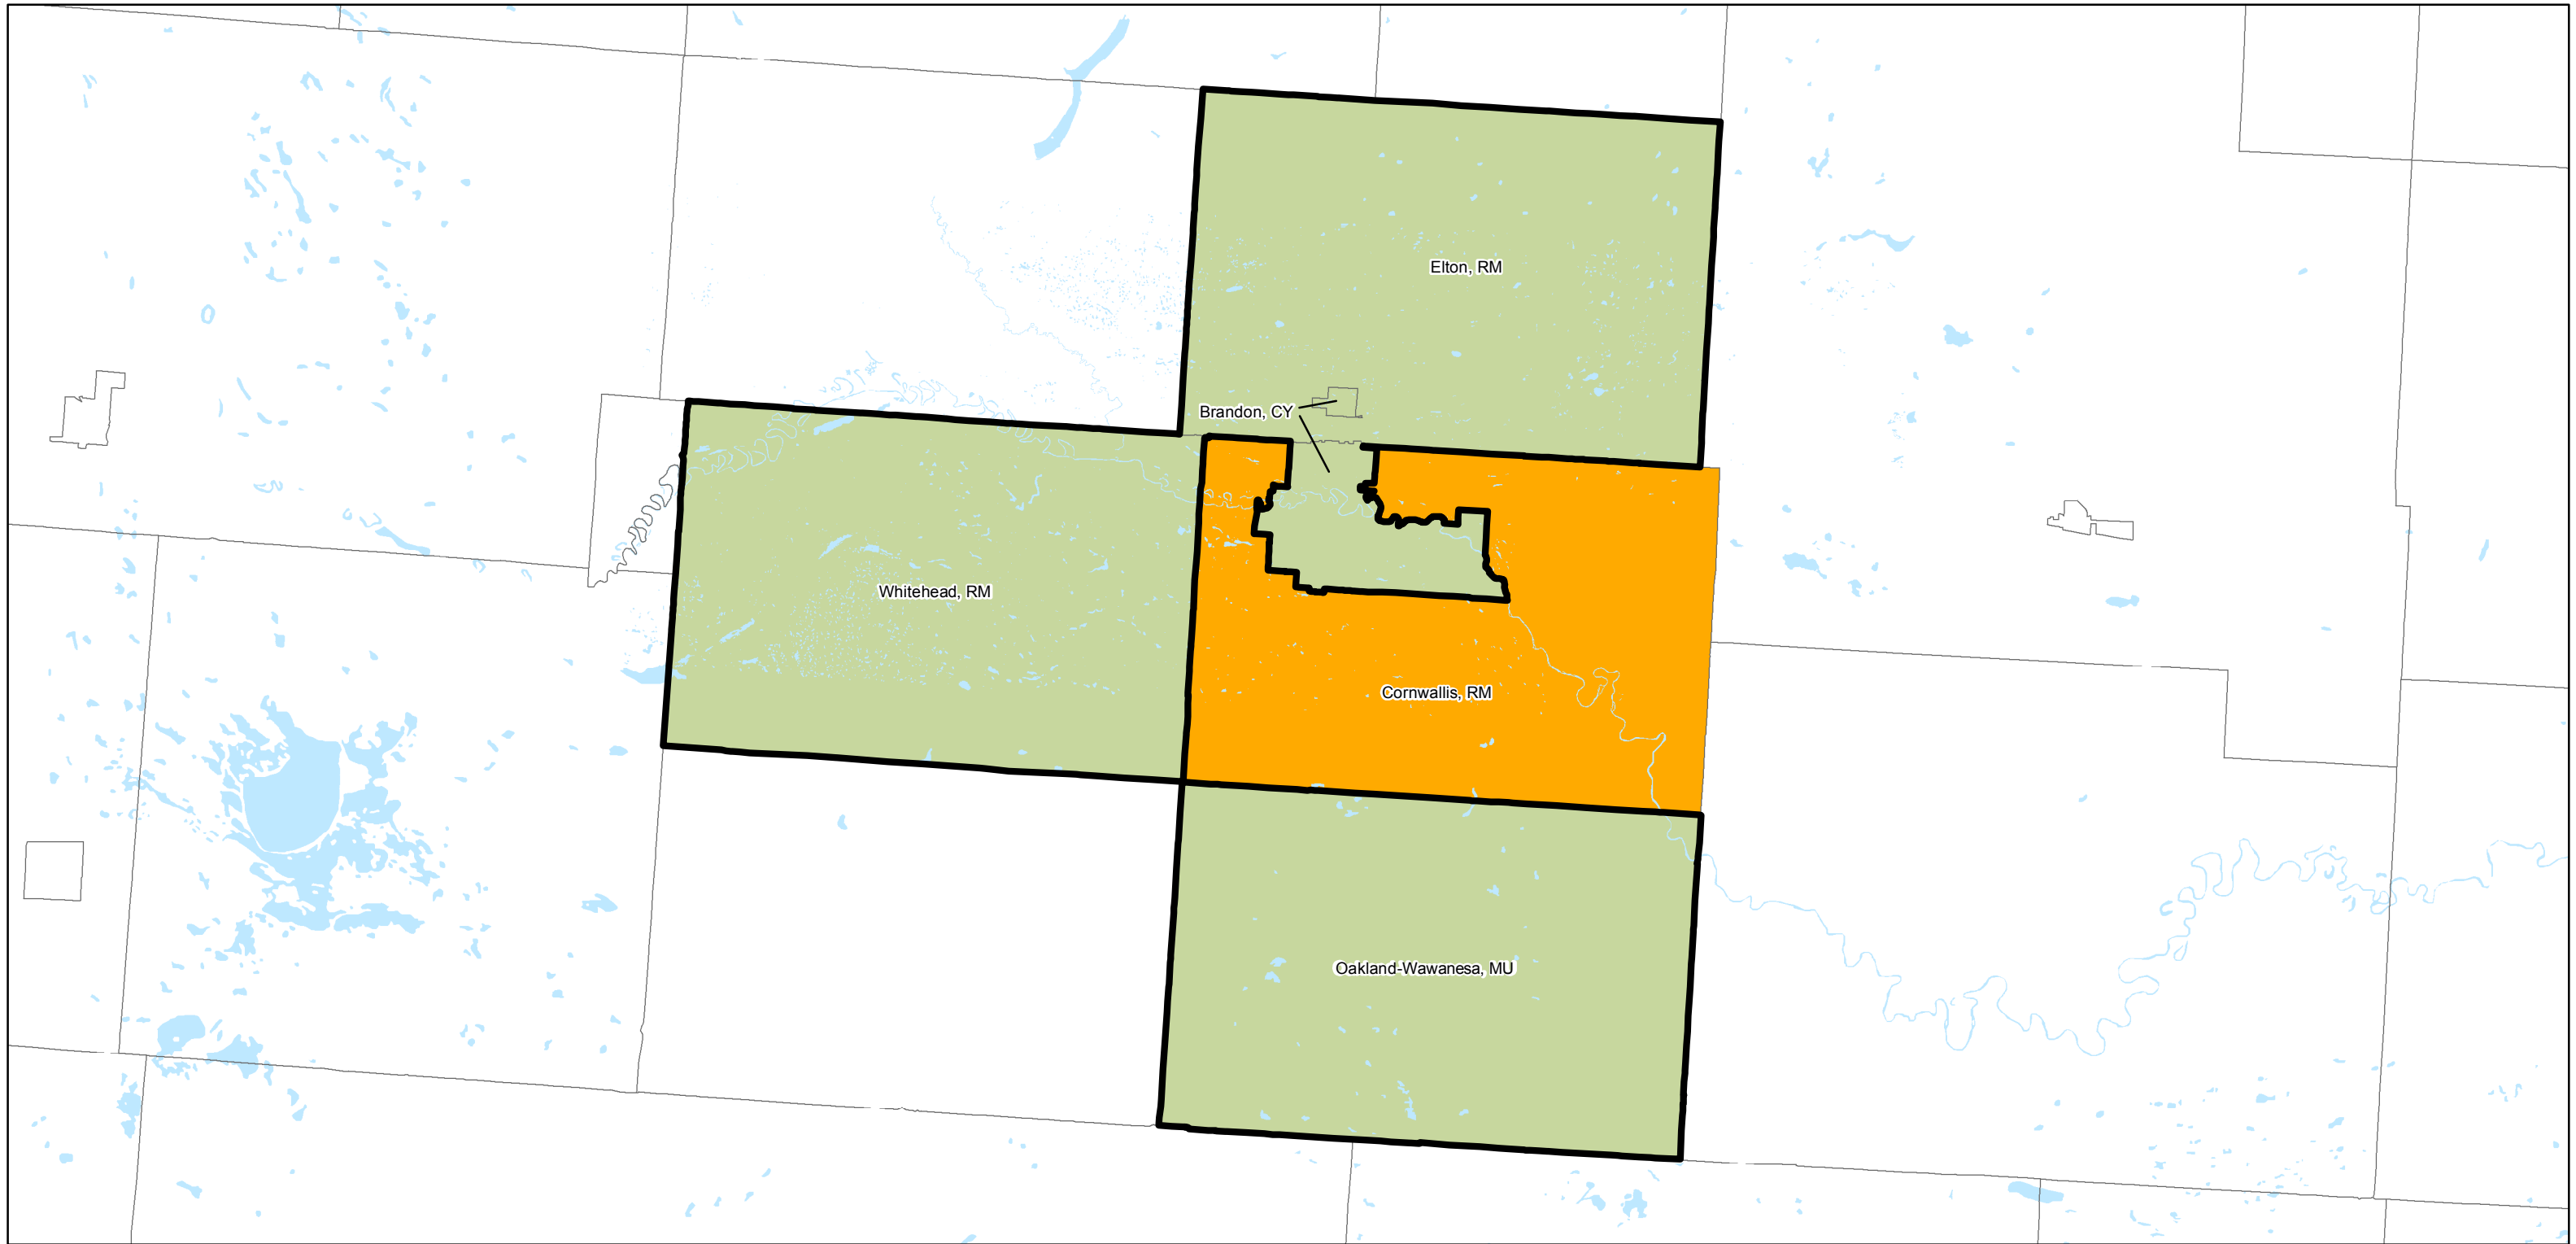 Elton, RM
Brandon, CY
Whitehead, RM
Cornwallis, RM
Oakland-Wawanesa, MU